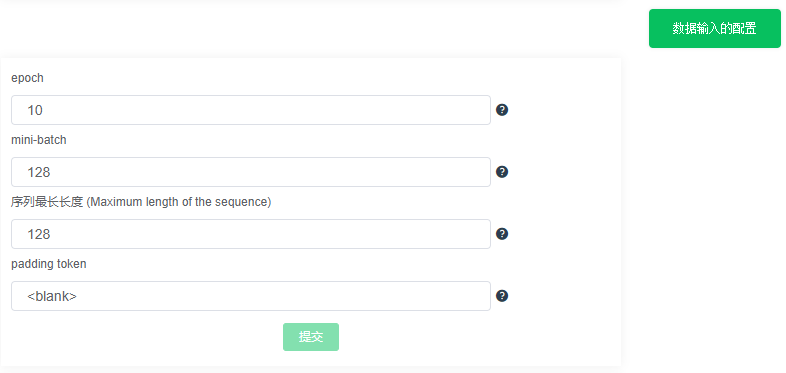 数据输入的配置
epoch
10
mini-batch
128
序列最长长度 (Maximum length of the sequence)
128
padding token
<blank>
提交